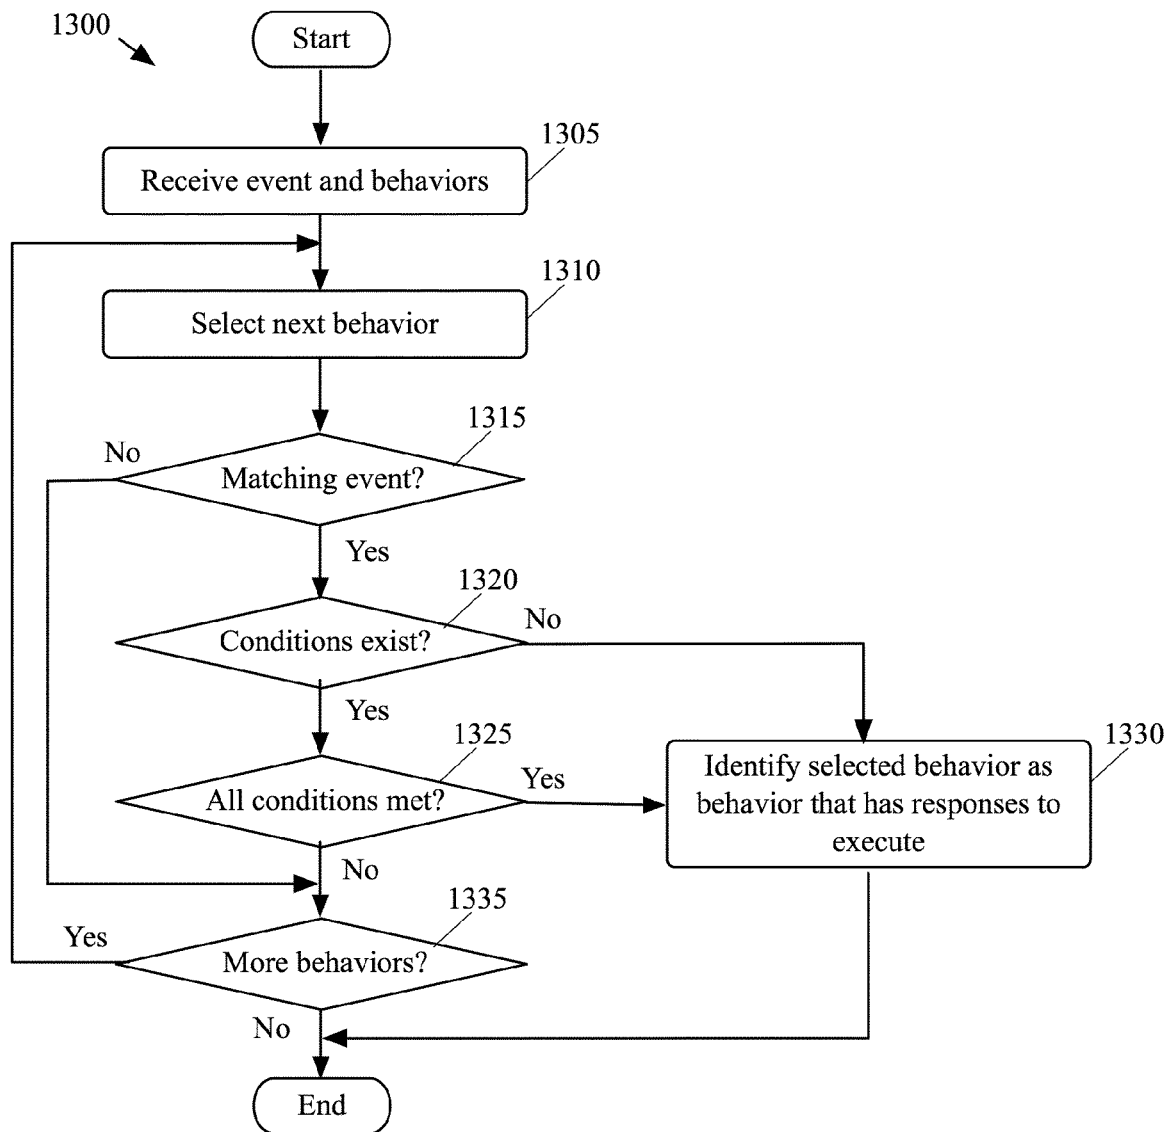 1300
Start
1305
Receive event and behaviors
1310
Select next behavior
1315
No
Matching event?
Yes
1320
No
Conditions exist?
Yes
1325
Yes
All conditions met?
1330
Identify selected behavior as
behavior that has responses to
execute
No
1335
Yes
More behaviors?
No
End